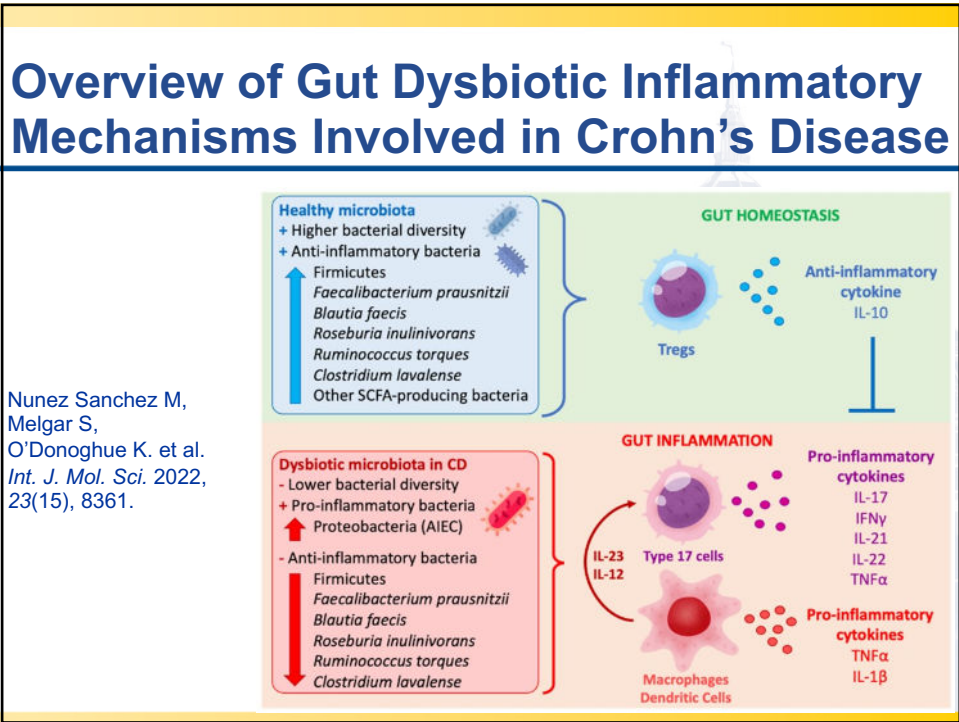 Overview of Gut Dysbiotic Inflammatory
Mechanisms Involved in Crohn's Disease
Nunez Sanchez M,
Melgar S,
O'Donoghue K. et al.
Int. J. Mol. Sci. 2022,
23(15), 8361.
Healthy microbiota
+ Higher bacterial diversity
+ Anti-inflammatory bacteria
Firmicutes
Faecalibacterium prausnitzii
Blautia faecis
Roseburia inulinivorans
Ruminococcus torques
Clostridium lavalense
Other SCFA-producing bacteria
GUT HOMEOSTASIS
Tregs
Anti-inflammatory
cytokine
IL-10
Dysbiotic microbiota in CD
- Lower bacterial diversity
+ Pro-inflammatory bacteria
Proteobacteria (AIEC)
- Anti-inflammatory bacteria
Firmicutes
Faecalibacterium prausnitzii
Blautia faecis
Roseburia inulinivorans
Ruminococcus torques
Clostridium lavalense
GUT INFLAMMATION
IL-23
IL-12
Type 17 cells
Macrophages
Dendritic Cells
Pro-inflammatory
cytokines
IL-17
IFNγ
IL-21
IL-22
TNFα
Pro-inflammatory
cytokines
TNFα
IL-1β